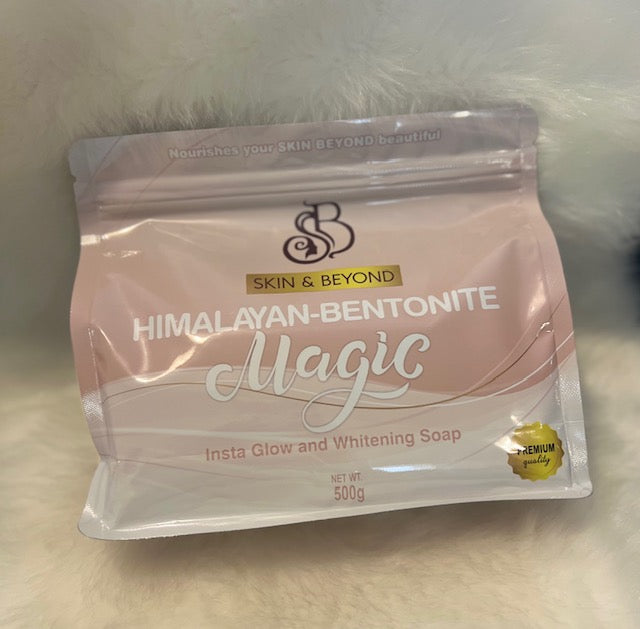 Nourishes your SKIN BEYOND beautiful
SB
SKIN & BEYOND
HIMALAYAN-BENTONITE
Magic
Insta Glow and Whitening Soap
PREMIUM
quality
NET WT.
500g